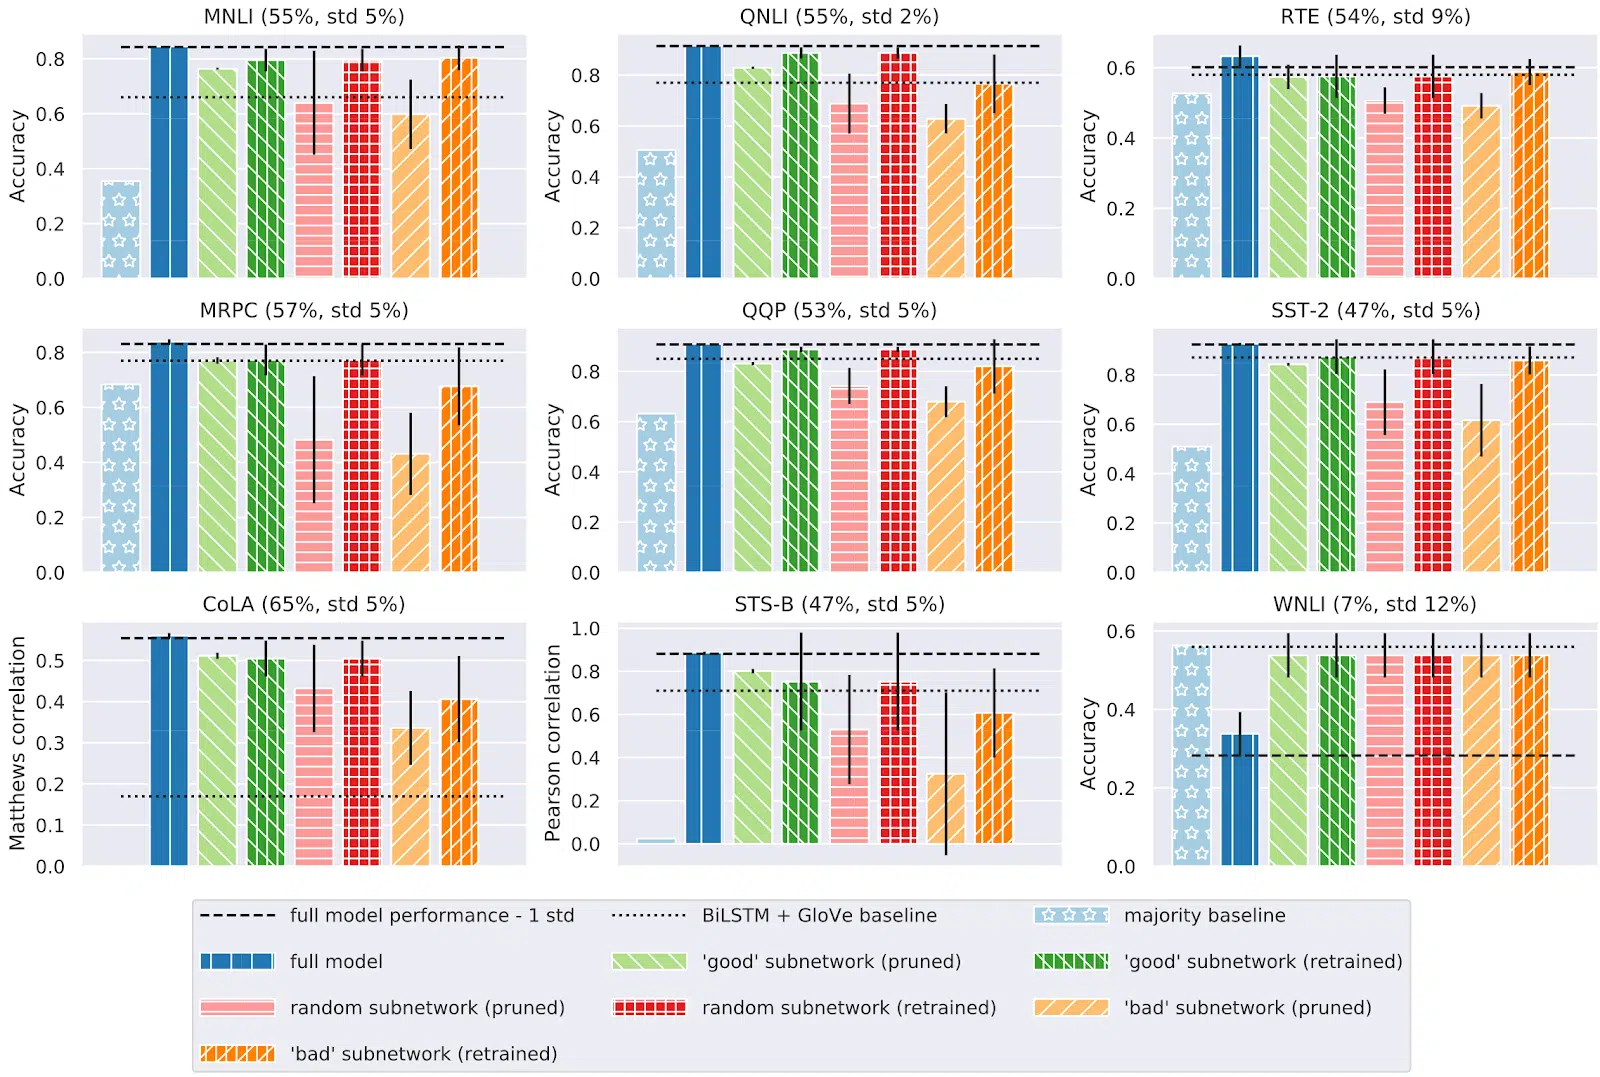 MNLI (55%, std 5%)
QNLI (55%, std 2%)
RTE (54%, std 9%)
Accuracy
0.8
0.6
0.4
0.2
0.0
Accuracy
0.8
0.6
0.4
0.2
0.0
Accuracy
0.6
0.4
0.2
0.0
MRPC (57%, std 5%)
QQP (53%, std 5%)
SST-2 (47%, std 5%)
Accuracy
0.8
0.6
0.4
0.2
0.0
Accuracy
0.8
0.6
0.4
0.2
0.0
Accuracy
0.8
0.6
0.4
0.2
0.0
CoLA (65%, std 5%)
STS-B (47%, std 5%)
WNLI (7%, std 12%)
Matthews correlation
0.5
0.4
0.3
0.2
0.1
0.0
Pearson correlation
1.0
0.8
0.6
0.4
0.2
0.0
Accuracy
0.6
0.4
0.2
0.0
full model performance - 1 std
BiLSTM + GloVe baseline
majority baseline
full model
'good' subnetwork (pruned)
'good' subnetwork (retrained)
random subnetwork (pruned)
random subnetwork (retrained)
'bad' subnetwork (pruned)
'bad' subnetwork (retrained)